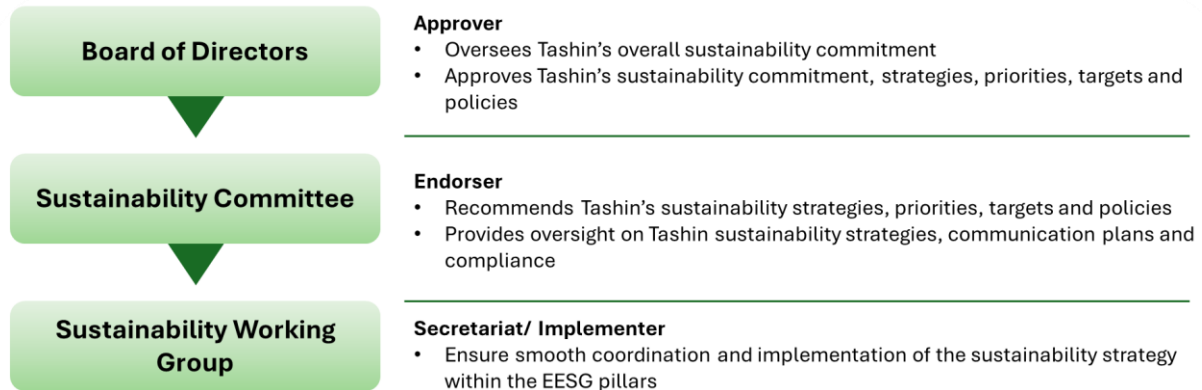 Board of Directors
Approver
• Oversees Tashin's overall sustainability commitment
• Approves Tashin's sustainability commitment, strategies, priorities, targets and
policies
Sustainability Committee
Endorser
• Recommends Tashin's sustainability strategies, priorities, targets and policies
• Provides oversight on Tashin sustainability strategies, communication plans and
compliance
Sustainability Working
Group
Secretariat/ Implementer
• Ensure smooth coordination and implementation of the sustainability strategy
within the EESG pillars